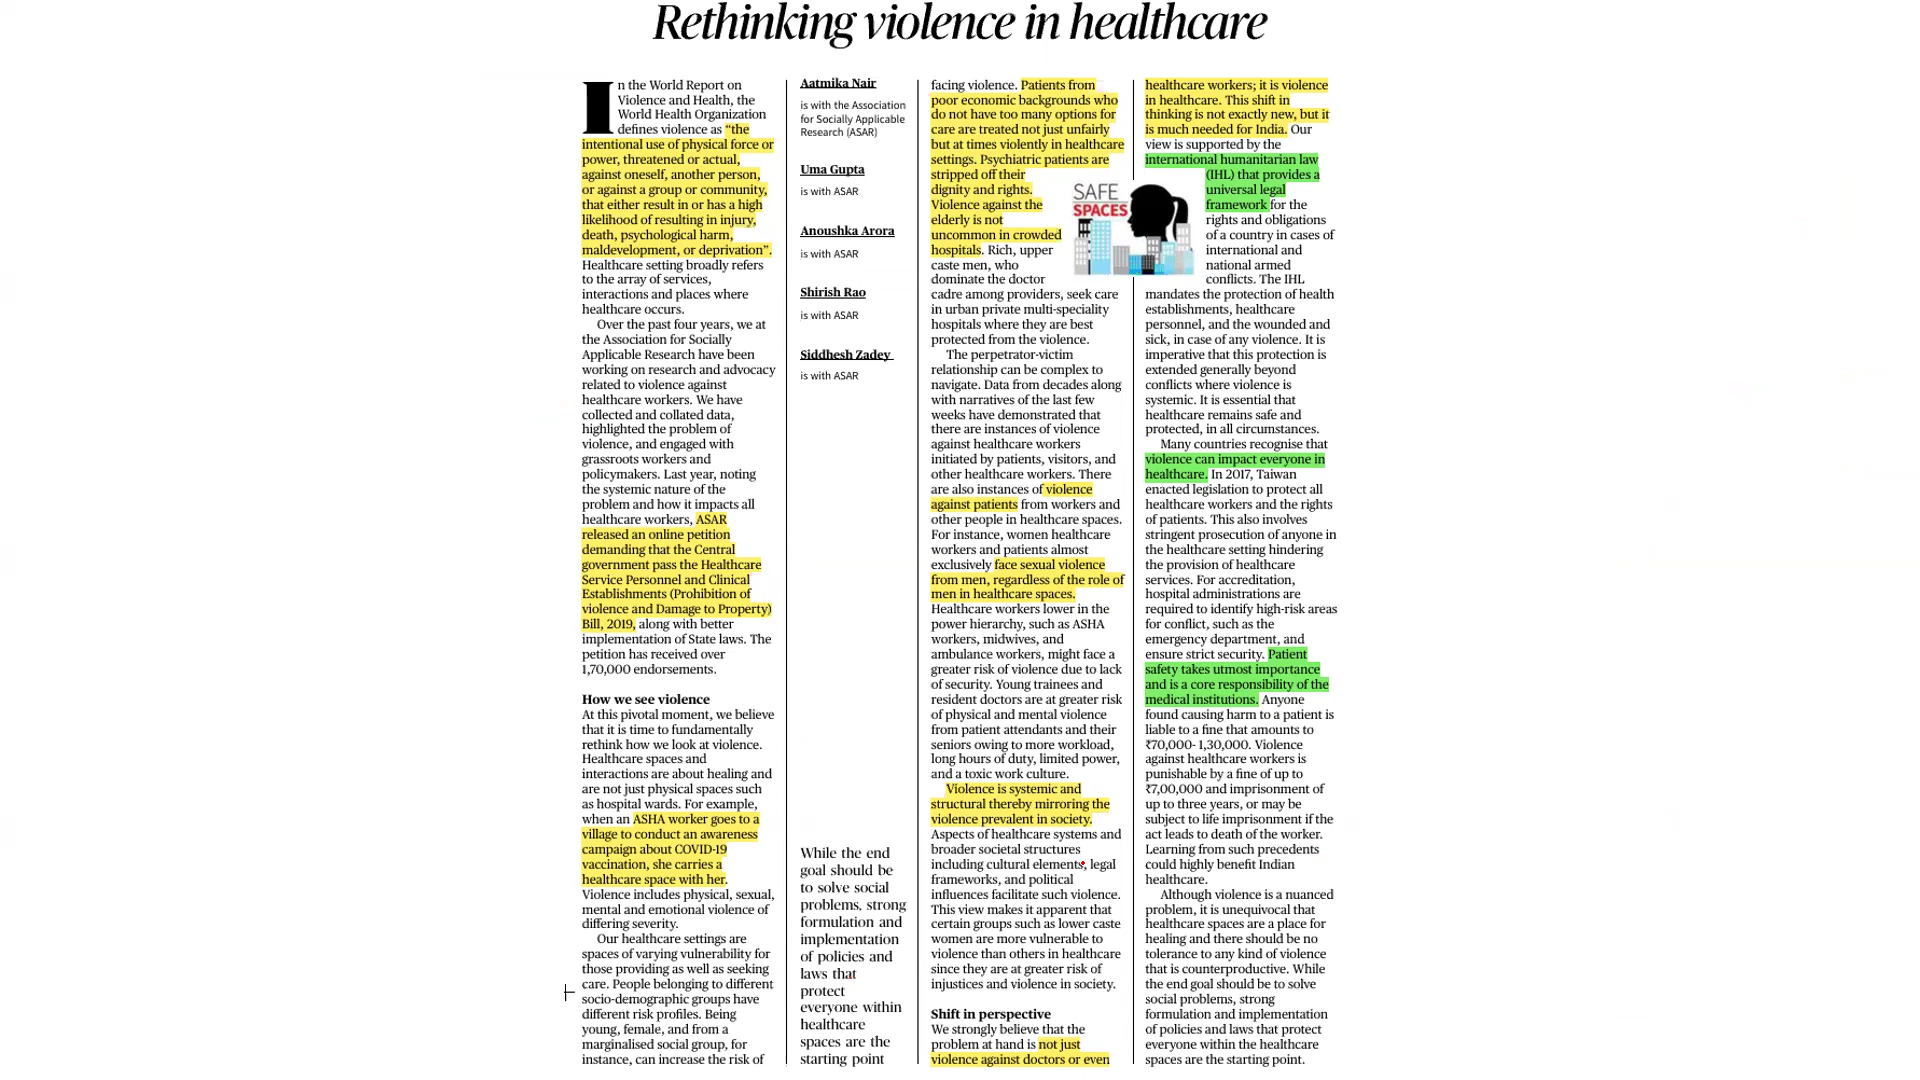 Rethinking violence in healthcare
In the World Report on
Violence and Health, the
World Health Organization
defines violence as “the
intentional use of physical force or
power, threatened or actual,
against oneself, another person,
or against a group or community,
that either result in or has a high
likelihood of resulting in injury,
death, psychological harm,
maldevelopment, or deprivation”.
Healthcare setting broadly refers
to the array of services,
interactions and places where
healthcare occurs.
Over the past four years, we at
the Association for Socially
Applicable Research have been
working on research and advocacy
related to violence against
healthcare workers. We have
collected and collated data,
highlighted the problem of
violence, and engaged with
grassroots workers and
policymakers. Last year, noting
the systemic nature of the
problem and how it impacts all
healthcare workers, ASAR
released an online petition
demanding that the Central
government pass the Healthcare
Service Personnel and Clinical
Establishments (Prohibition of
violence and Damage to Property)
Bill, 2019, along with better
implementation of State laws. The
petition has received over
1,70,000 endorsements.
How we see violence
At this pivotal moment, we believe
that it is time to fundamentally
rethink how we look at violence.
Healthcare spaces and
interactions are about healing and
are not just physical spaces such
as hospital wards. For example,
when an ASHA worker goes to a
village to conduct an awareness
campaign about COVID-19
vaccination, she carries a
healthcare space with her.
Violence includes physical, sexual,
mental and emotional violence of
differing severity.
Our healthcare settings are
spaces of varying vulnerability for
those providing as well as seeking
care. People belonging to different
socio-demographic groups have
different risk profiles. Being
young, female, and from a
marginalised social group, for
instance, can increase the risk of
Aatmika Nair
is with the Association
for Socially Applicable
Research (ASAR)
Uma Gupta
is with ASAR
Anoushka Arora
is with ASAR
Shirish Rao
is with ASAR
Siddhesh Zadey
is with ASAR
While the end
goal should be
to solve social
problems, strong
formulation and
implementation
of policies and
laws that
protect
everyone within
healthcare
spaces are the
starting point
facing violence. Patients from
poor economic backgrounds who
do not have too many options for
care are treated not just unfairly
but at times violently in healthcare
settings. Psychiatric patients are
stripped off their
dignity and rights.
Violence against the
elderly is not
uncommon in crowded
hospitals. Rich, upper
caste men, who
dominate the doctor
cadre among providers, seek care
in urban private multi-speciality
hospitals where they are best
protected from the violence.
The perpetrator-victim
relationship can be complex to
navigate. Data from decades along
with narratives of the last few
weeks have demonstrated that
there are instances of violence
against healthcare workers
initiated by patients, visitors, and
other healthcare workers. There
are also instances of violence
against patients from workers and
other people in healthcare spaces.
For instance, women healthcare
workers and patients almost
exclusively face sexual violence
from men, regardless of the role of
men in healthcare spaces.
Healthcare workers lower in the
power hierarchy, such as ASHA
workers, midwives, and
ambulance workers, might face a
greater risk of violence due to lack
of security. Young trainees and
resident doctors are at greater risk
of physical and mental violence
from patient attendants and their
seniors owing to more workload,
long hours of duty, limited power,
and a toxic work culture.
Violence is systemic and
structural thereby mirroring the
violence prevalent in society.
Aspects of healthcare systems and
broader societal structures
including cultural elements, legal
frameworks, and political
influences facilitate such violence.
This view makes it apparent that
certain groups such as lower caste
women are more vulnerable to
violence than others in healthcare
since they are at greater risk of
injustices and violence in society.
Shift in perspective
We strongly believe that the
problem at hand is not just
violence against doctors or even
SAFE
SPACES
healthcare workers; it is violence
in healthcare. This shift in
thinking is not exactly new, but it
is much needed for India. Our
view is supported by the
international humanitarian law
(IHL) that provides a
universal legal
framework for the
rights and obligations
of a country in cases of
international and
national armed
conflicts. The IHL
mandates the protection of health
establishments, healthcare
personnel, and the wounded and
sick, in case of any violence. It is
imperative that this protection is
extended generally beyond
conflicts where violence is
systemic. It is essential that
healthcare remains safe and
protected, in all circumstances.
Many countries recognise that
violence can impact everyone in
healthcare. In 2017, Taiwan
enacted legislation to protect all
healthcare workers and the rights
of patients. This also involves
stringent prosecution of anyone in
the healthcare setting hindering
the provision of healthcare
services. For accreditation,
hospital administrations are
required to identify high-risk areas
for conflict, such as the
emergency department, and
ensure strict security. Patient
safety takes utmost importance
and is a core responsibility of the
medical institutions. Anyone
found causing harm to a patient is
liable to a fine that amounts to
₹70,000- 1,30,000. Violence
against healthcare workers is
punishable by a fine of up to
₹7,00,000 and imprisonment of
up to three years, or may be
subject to life imprisonment if the
act leads to death of the worker.
Learning from such precedents
could highly benefit Indian
healthcare.
Although violence is a nuanced
problem, it is unequivocal that
healthcare spaces are a place for
healing and there should be no
tolerance to any kind of violence
that is counterproductive. While
the end goal should be to solve
social problems, strong
formulation and implementation
of policies and laws that protect
everyone within the healthcare
spaces are the starting point.